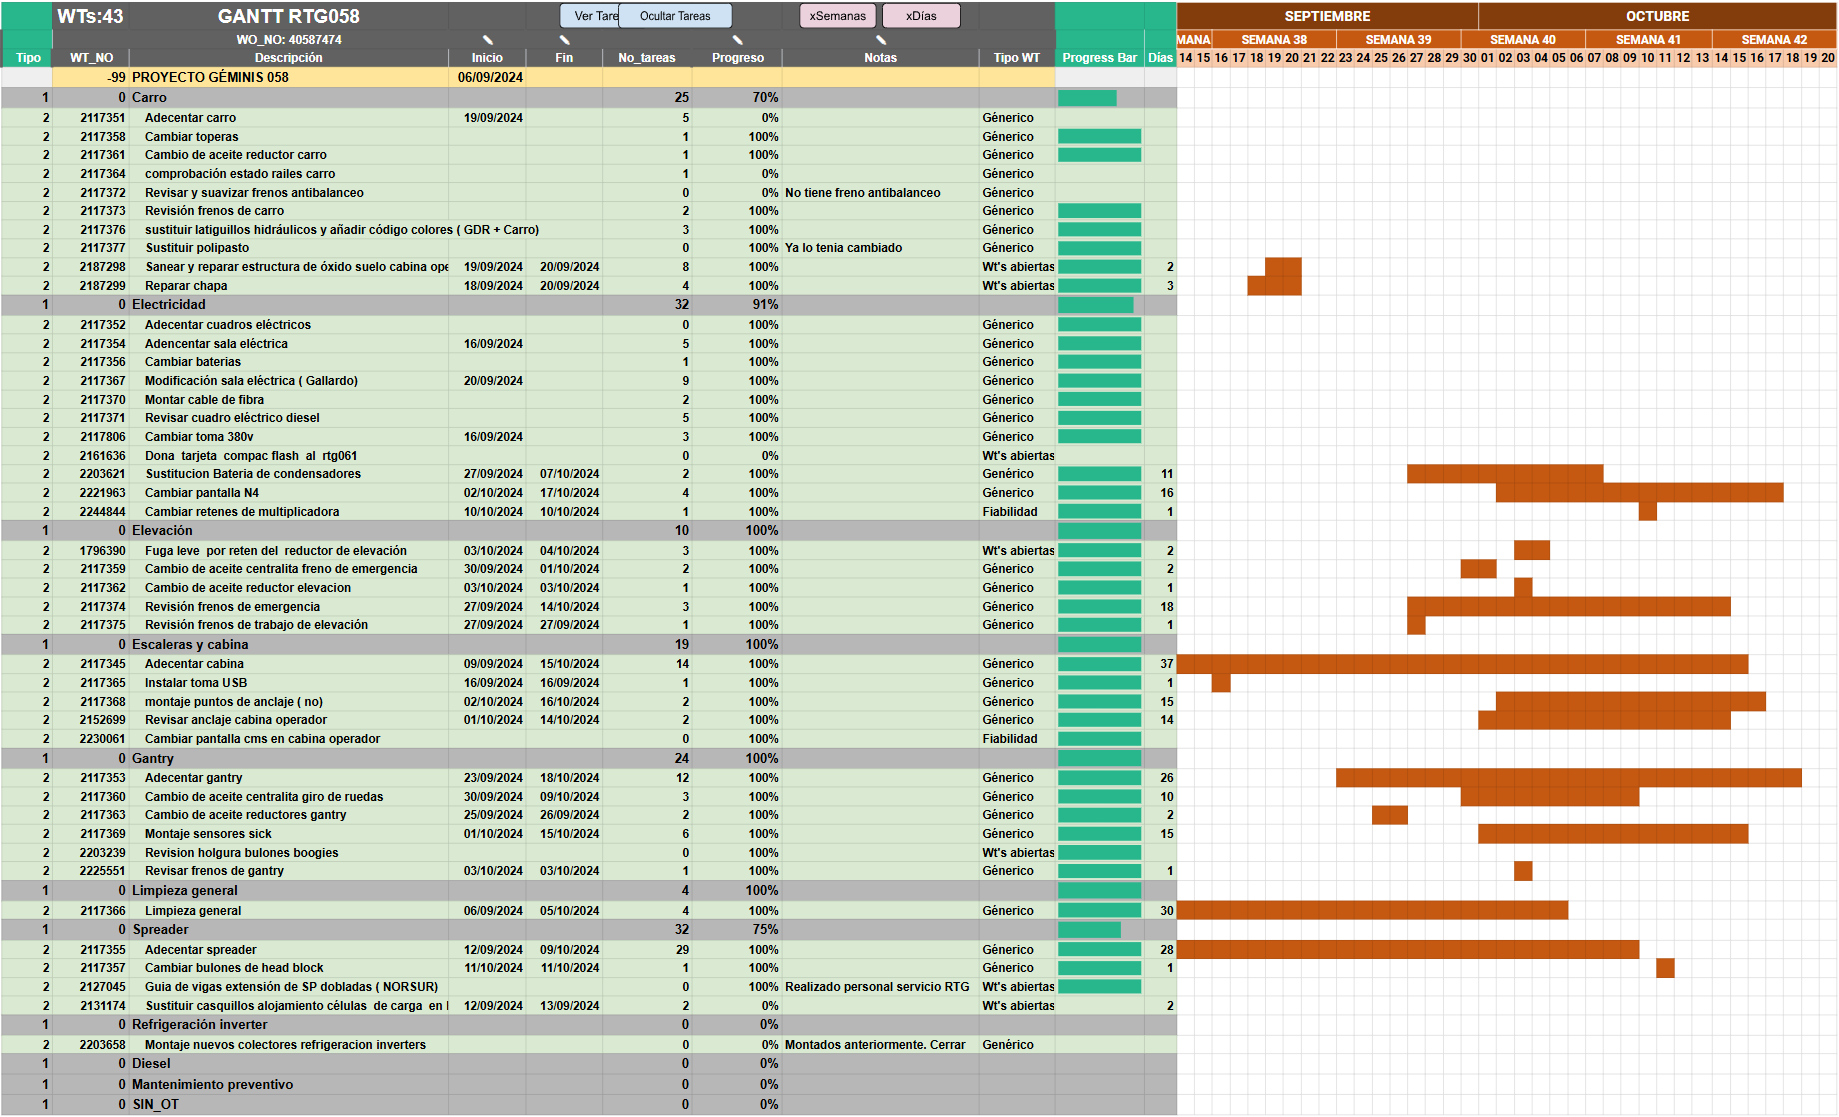 WTs:43 GANTT RTG058 Ver Tare Ocultar Tareas xSemanas xDías SEPTIEMBRE OCTUBRE
WO_NO: 40587474 MANA SEMANA 38 SEMANA 39 SEMANA 40 SEMANA 41 SEMANA 42
Tipo WT_NO Descripción Inicio Fin No_tareas Progreso Notas Tipo WT Progress Bar Días 14 15 16 17 18 19 20 21 22 23 24 25 26 27 28 29 30 01 02 03 04 05 06 07 08 09 10 11 12 13 14 15 16 17 18 19 20
-99 PROYECTO GÉMINIS 058 06/09/2024
1 0 Carro 25 70%
2 2117351 Adecentar carro 19/09/2024 5 0% Génerico
2 2117358 Cambiar toperas 1 100% Génerico
2 2117361 Cambio de aceite reductor carro 1 100% Génerico
2 2117364 comprobación estado railes carro 1 0% Génerico
2 2117372 Revisar y suavizar frenos antibalanceo 0 0% No tiene freno antibalanceo Génerico
2 2117373 Revisión frenos de carro 2 100% Génerico
2 2117376 sustituir latiguillos hidráulicos y añadir código colores ( GDR + Carro) 3 100% Génerico
2 2117377 Sustituir polipasto 0 100% Ya lo tenia cambiado Génerico
2 2187298 Sanear y reparar estructura de óxido suelo cabina ope 19/09/2024 20/09/2024 8 100% Wt's abiertas 2
2 2187299 Reparar chapa 18/09/2024 20/09/2024 4 100% Wt's abiertas 3
1 0 Electricidad 32 91%
2 2117352 Adecentar cuadros eléctricos 0 100% Génerico
2 2117354 Adencentar sala eléctrica 16/09/2024 5 100% Génerico
2 2117356 Cambiar baterias 1 100% Génerico
2 2117367 Modificación sala eléctrica ( Gallardo) 20/09/2024 9 100% Génerico
2 2117370 Montar cable de fibra 2 100% Génerico
2 2117371 Revisar cuadro eléctrico diesel 5 100% Génerico
2 2117806 Cambiar toma 380v 16/09/2024 3 100% Génerico
2 2161636 Dona tarjeta compac flash al rtg061 0 0% Wt's abiertas
2 2203621 Sustitucion Bateria de condensadores 27/09/2024 07/10/2024 2 100% Genérico 11
2 2221963 Cambiar pantalla N4 02/10/2024 17/10/2024 4 100% Génerico 16
2 2244844 Cambiar retenes de multiplicadora 10/10/2024 10/10/2024 1 100% Fiabilidad 1
1 0 Elevación 10 100%
2 1796390 Fuga leve por reten del reductor de elevación 03/10/2024 04/10/2024 3 100% Wt's abiertas 2
2 2117359 Cambio de aceite centralita freno de emergencia 30/09/2024 01/10/2024 2 100% Génerico 2
2 2117362 Cambio de aceite reductor elevacion 03/10/2024 03/10/2024 1 100% Génerico 1
2 2117374 Revisión frenos de emergencia 27/09/2024 14/10/2024 3 100% Génerico 18
2 2117375 Revisión frenos de trabajo de elevación 27/09/2024 27/09/2024 1 100% Génerico 1
1 0 Escaleras y cabina 19 100%
2 2117345 Adecentar cabina 09/09/2024 15/10/2024 14 100% Génerico 37
2 2117365 Instalar toma USB 16/09/2024 16/09/2024 1 100% Génerico 1
2 2117368 montaje puntos de anclaje ( no) 02/10/2024 16/10/2024 2 100% Génerico 15
2 2152699 Revisar anclaje cabina operador 01/10/2024 14/10/2024 2 100% Génerico 14
2 2230061 Cambiar pantalla cms en cabina operador 0 100% Fiabilidad
1 0 Gantry 24 100%
2 2117353 Adecentar gantry 23/09/2024 18/10/2024 12 100% Génerico 26
2 2117360 Cambio de aceite centralita giro de ruedas 30/09/2024 09/10/2024 3 100% Génerico 10
2 2117363 Cambio de aceite reductores gantry 25/09/2024 26/09/2024 2 100% Génerico 2
2 2117369 Montaje sensores sick 01/10/2024 15/10/2024 6 100% Génerico 15
2 2203239 Revision holgura bulones boogies 0 100% Wt's abiertas
2 2225551 Revisar frenos de gantry 03/10/2024 03/10/2024 1 100% Génerico 1
1 0 Limpieza general 4 100%
2 2117366 Limpieza general 06/09/2024 05/10/2024 4 100% Génerico 30
1 0 Spreader 32 75%
2 2117355 Adecentar spreader 12/09/2024 09/10/2024 29 100% Génerico 28
2 2117357 Cambiar bulones de head block 11/10/2024 11/10/2024 1 100% Génerico 1
2 2127045 Guia de vigas extensión de SP dobladas ( NORSUR) 0 100% Realizado personal servicio RTG Wt's abiertas
2 2131174 Sustituir casquillos alojamiento células de carga en 12/09/2024 13/09/2024 2 0% Wt's abiertas 2
1 0 Refrigeración inverter 0 0%
2 2203658 Montaje nuevos colectores refrigeracion inverters 0 0% Montados anteriormente. Cerrar Genérico
1 0 Diesel 0 0%
1 0 Mantenimiento preventivo 0 0%
1 0 SIN_OT 0 0%